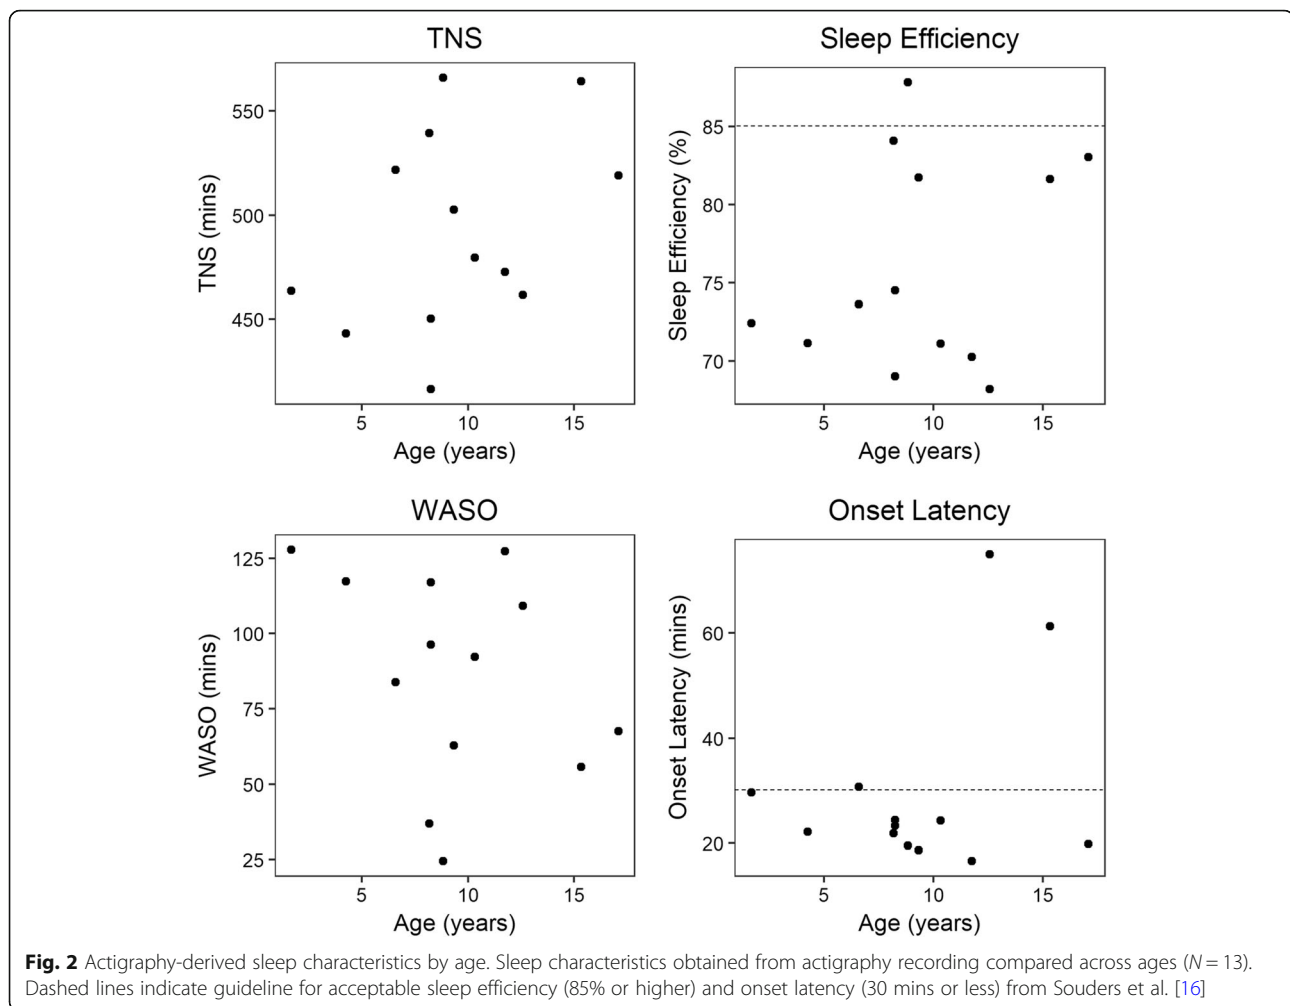 TNS
TNS (mins)
550
500
450
5 10 15
Age (years)
Sleep Efficiency
Sleep Efficiency (%)
85
80
75
70
5 10 15
Age (years)
WASO
WASO (mins)
125
100
75
50
25
5 10 15
Age (years)
Onset Latency
Onset Latency (mins)
60
40
20
5 10 15
Age (years)
Fig. 2 Actigraphy-derived sleep characteristics by age. Sleep characteristics obtained from actigraphy recording compared across ages (N = 13).
Dashed lines indicate guideline for acceptable sleep efficiency (85% or higher) and onset latency (30 mins or less) from Souders et al. [16]